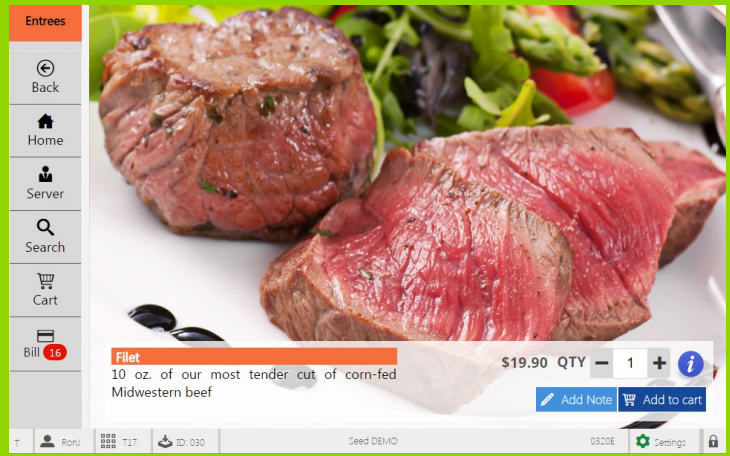 Entrees
Back
Home
Server
Search
Cart
Bill 16
Filet
$19.90 QTY − 1 + i
10 oz. of our most tender cut of corn-fed
Midwestern beef
Add Note Add to cart
T RonJ T17 ID: 030 Seed DEMO 0320E Settings